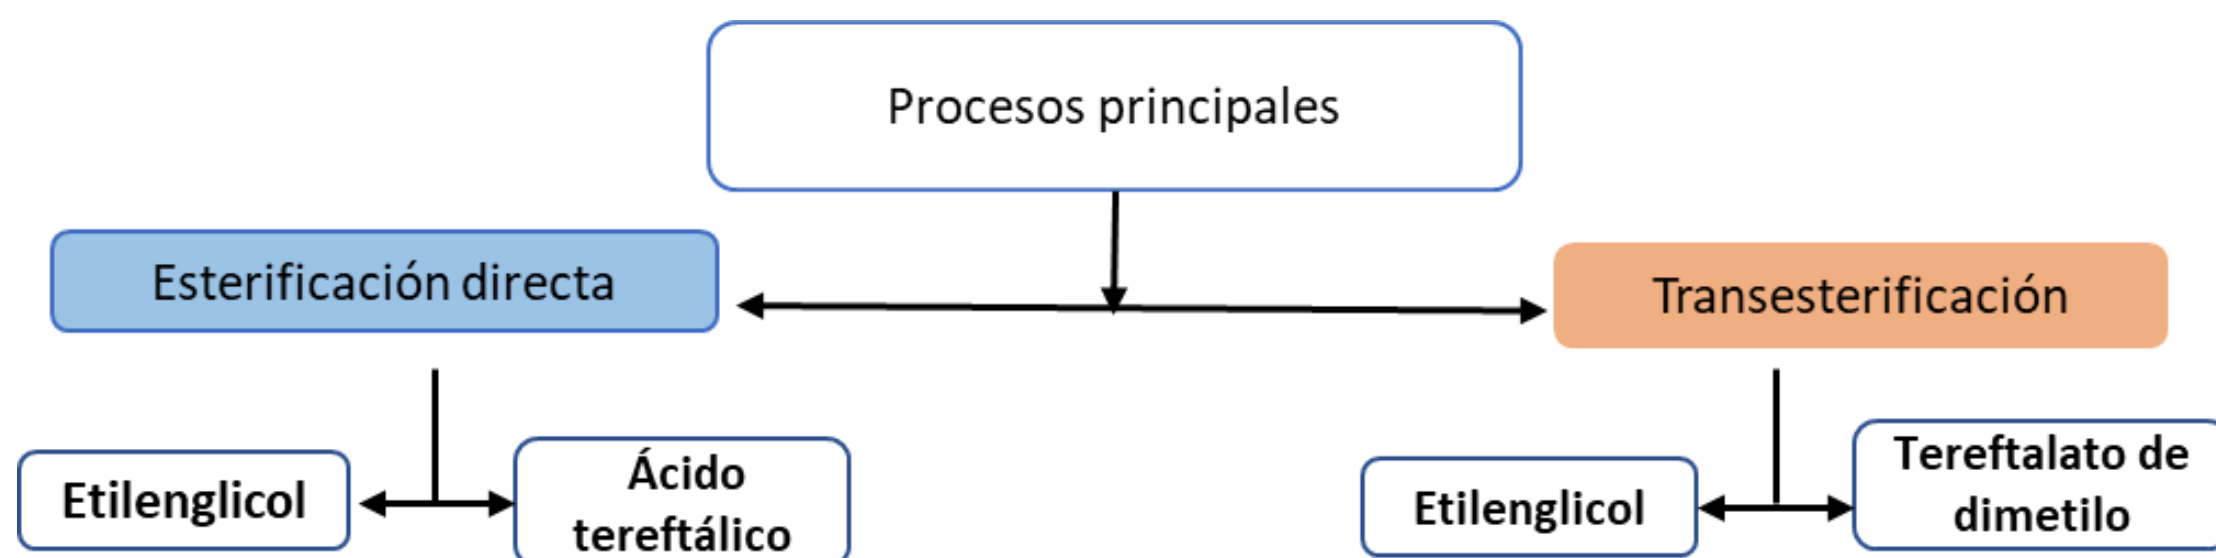 Procesos principales
Esterificación directa
Transesterificación
Etilenglicol
Ácido
tereftálico
Etilenglicol
Tereftalato de
dimetilo